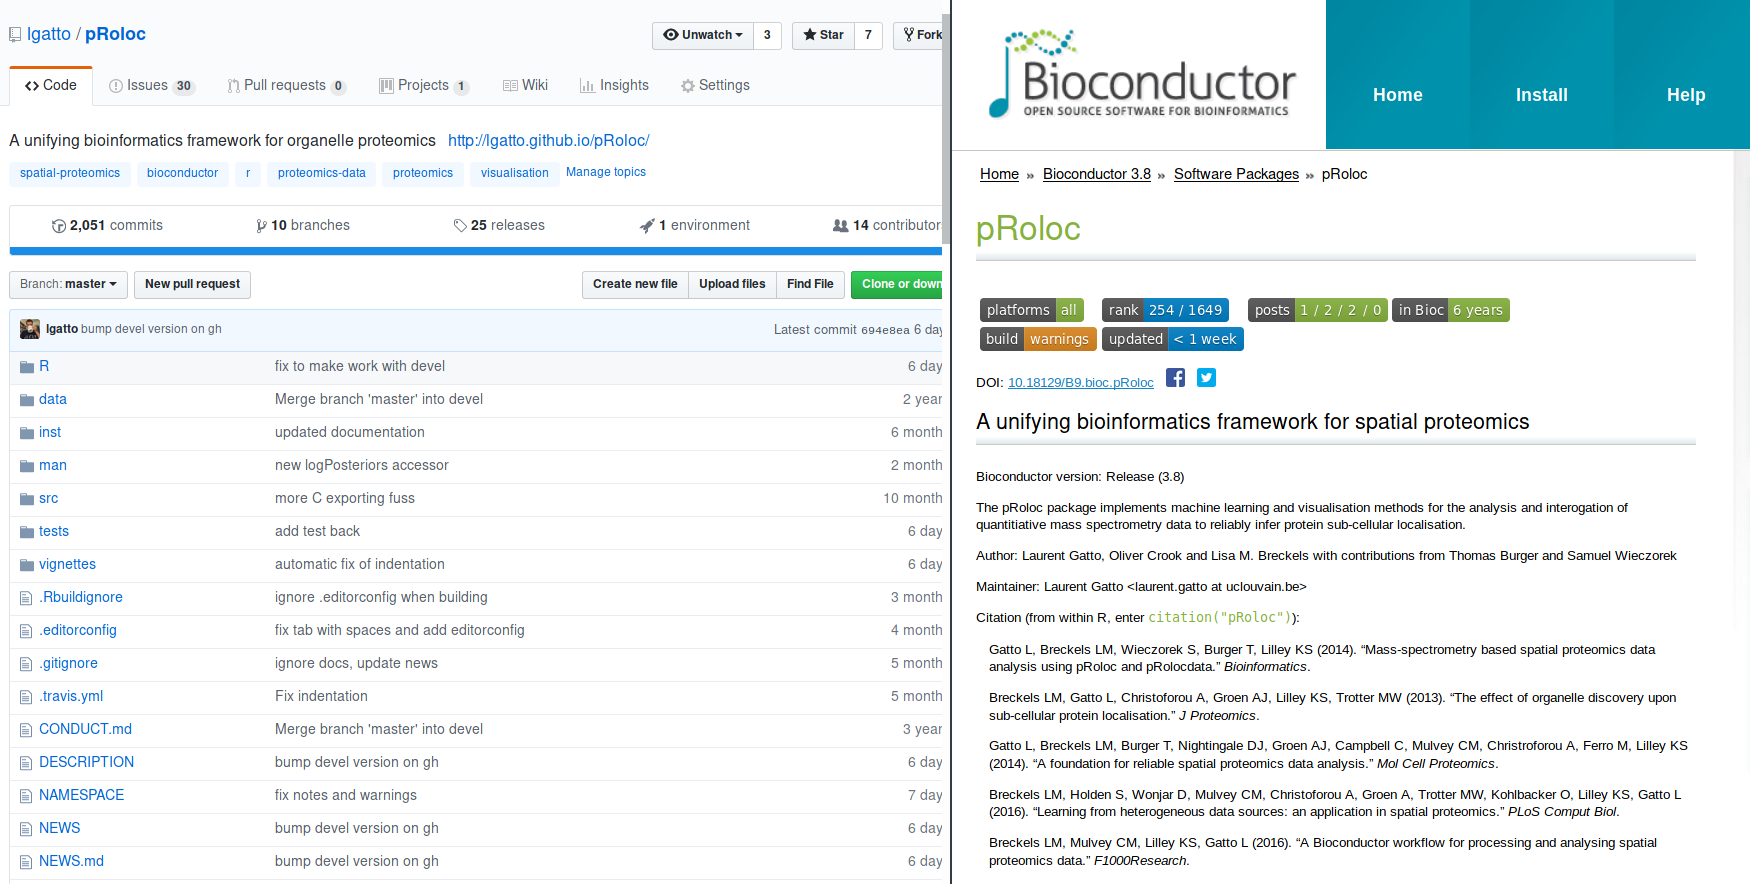 lgatto / pRoloc
Unwatch 3 Star 7 Fork
Code Issues 30 Pull requests 0 Projects 1 Wiki Insights Settings
A unifying bioinformatics framework for organelle proteomics http://lgatto.github.io/pRoloc/
spatial-proteomics bioconductor r proteomics-data proteomics visualisation Manage topics
2,051 commits 10 branches 25 releases 1 environment 14 contributor
Branch: master New pull request Create new file Upload files Find File Clone or down
lgatto bump devel version on gh Latest commit 694e8ea 6 day
R fix to make work with devel 6 day
data Merge branch 'master' into devel 2 year
inst updated documentation 6 month
man new logPosteriors accessor 2 month
src more C exporting fuss 10 month
tests add test back 6 day
vignettes automatic fix of indentation 6 day
.Rbuildignore ignore .editorconfig when building 3 month
.editorconfig fix tab with spaces and add editorconfig 4 month
.gitignore ignore docs, update news 5 month
.travis.yml Fix indentation 5 month
CONDUCT.md Merge branch 'master' into devel 3 year
DESCRIPTION bump devel version on gh 6 day
NAMESPACE fix notes and warnings 7 day
NEWS bump devel version on gh 6 day
NEWS.md bump devel version on gh 6 day
Bioconductor
OPEN SOURCE SOFTWARE FOR BIOINFORMATICS
Home Install Help
Home » Bioconductor 3.8 » Software Packages » pRoloc
pRoloc
platforms all rank 254 / 1649 posts 1 / 2 / 2 / 0 in Bioc 6 years
build warnings updated < 1 week
DOI: 10.18129/B9.bioc.pRoloc
A unifying bioinformatics framework for spatial proteomics
Bioconductor version: Release (3.8)
The pRoloc package implements machine learning and visualisation methods for the analysis and interogation of
quantitiative mass spectrometry data to reliably infer protein sub-cellular localisation.
Author: Laurent Gatto, Oliver Crook and Lisa M. Breckels with contributions from Thomas Burger and Samuel Wieczorek
Maintainer: Laurent Gatto <laurent.gatto at uclouvain.be>
Citation (from within R, enter citation("pRoloc")):
Gatto L, Breckels LM, Wieczorek S, Burger T, Lilley KS (2014). “Mass-spectrometry based spatial proteomics data
analysis using pRoloc and pRolocdata.” Bioinformatics.
Breckels LM, Gatto L, Christoforou A, Groen AJ, Lilley KS, Trotter MW (2013). “The effect of organelle discovery upon
sub-cellular protein localisation.” J Proteomics.
Gatto L, Breckels LM, Burger T, Nightingale DJ, Groen AJ, Campbell C, Mulvey CM, Christroforou A, Ferro M, Lilley KS
(2014). “A foundation for reliable spatial proteomics data analysis.” Mol Cell Proteomics.
Breckels LM, Holden S, Wonjar D, Mulvey CM, Christoforou A, Groen A, Trotter MW, Kohlbacker O, Lilley KS, Gatto L
(2016). “Learning from heterogeneous data sources: an application in spatial proteomics.” PLoS Comput Biol.
Breckels LM, Mulvey CM, Lilley KS, Gatto L (2016). “A Bioconductor workflow for processing and analysing spatial
proteomics data.” F1000Research.